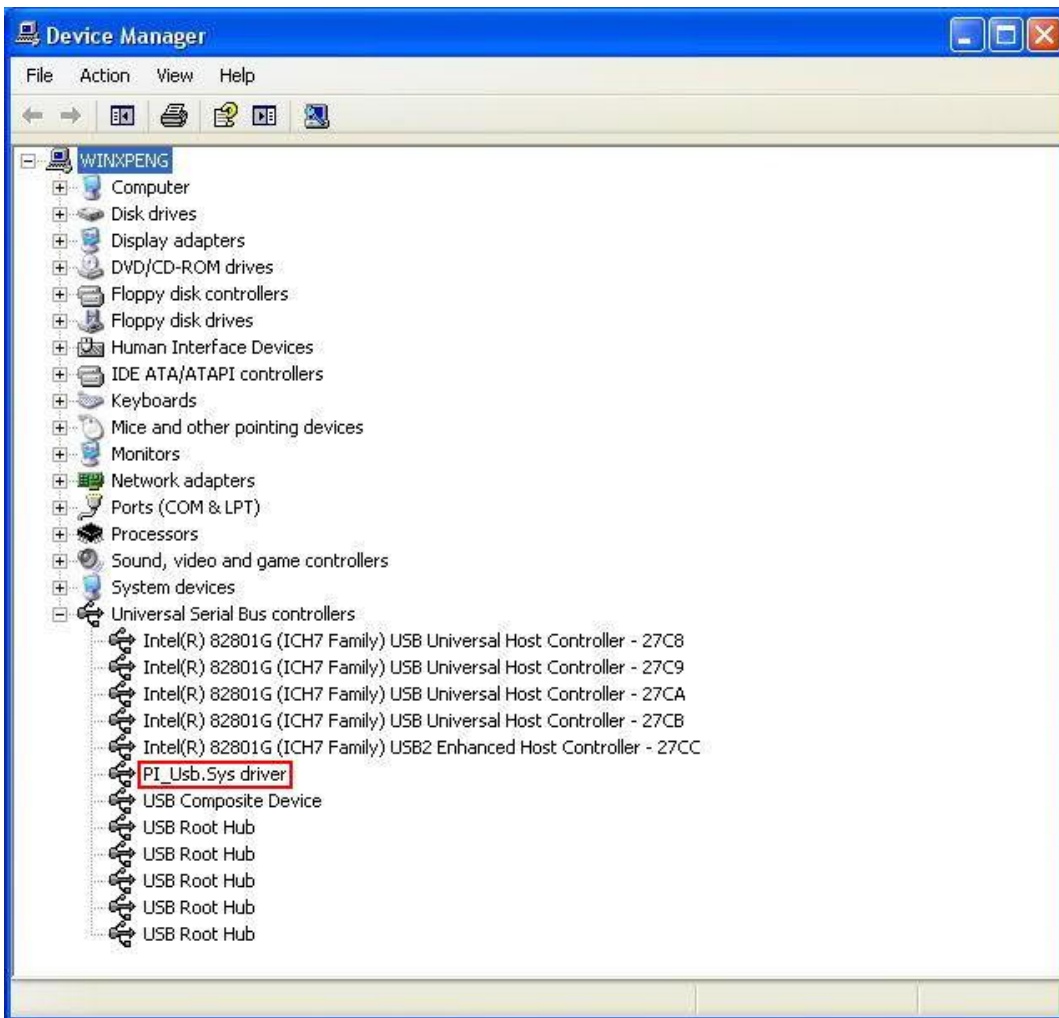 Device Manager
File Action View Help
WINXPENG
Computer
Disk drives
Display adapters
DVD/CD-ROM drives
Floppy disk controllers
Floppy disk drives
Human Interface Devices
IDE ATA/ATAPI controllers
Keyboards
Mice and other pointing devices
Monitors
Network adapters
Ports (COM & LPT)
Processors
Sound, video and game controllers
System devices
Universal Serial Bus controllers
Intel(R) 82801G (ICH7 Family) USB Universal Host Controller - 27C8
Intel(R) 82801G (ICH7 Family) USB Universal Host Controller - 27C9
Intel(R) 82801G (ICH7 Family) USB Universal Host Controller - 27CA
Intel(R) 82801G (ICH7 Family) USB Universal Host Controller - 27CB
Intel(R) 82801G (ICH7 Family) USB2 Enhanced Host Controller - 27CC
PI_Usb.Sys driver
USB Composite Device
USB Root Hub
USB Root Hub
USB Root Hub
USB Root Hub
USB Root Hub